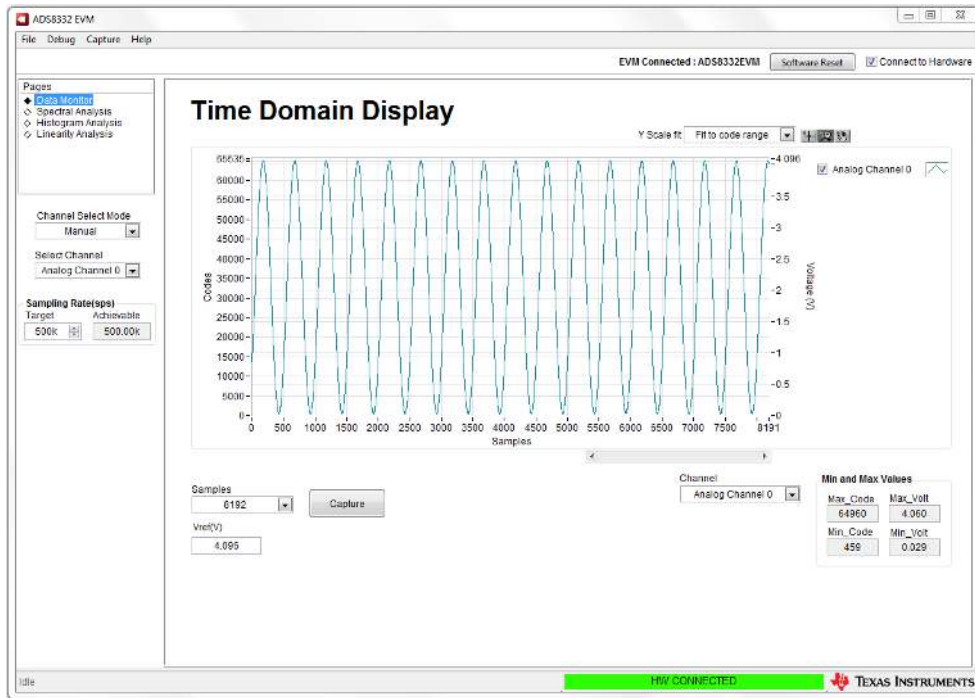 ADS8332 EVM
File Debug Capture Help
EVM Connected : ADS8332EVM Software Reset Connect to Hardware
Pages
Data Monitor
Spectral Analysis
Histogram Analysis
Linearity Analysis
Channel Select Mode
Manual
Select Channel
Analog Channel 0
Sampling Rate(sps)
Target Achievable
500k 500.00k
Time Domain Display
Y Scale fit Fit to code range
Analog Channel 0
65535
60000
55000
50000
45000
40000
35000
30000
25000
20000
15000
10000
5000
0
Codes
4.096
3.5
3
2.5
2
1.5
1
0.5
0
Voltage (V)
0 500 1000 1500 2000 2500 3000 3500 4000 4500 5000 5500 6000 6500 7000 7500 8191
Samples
Samples
8192
Capture
Vref(V)
4.096
Channel
Analog Channel 0
Min and Max Values
Max_Code Max_Volt
64960 4.060
Min_Code Min_Volt
459 0.029
Idle
HW CONNECTED
TEXAS INSTRUMENTS